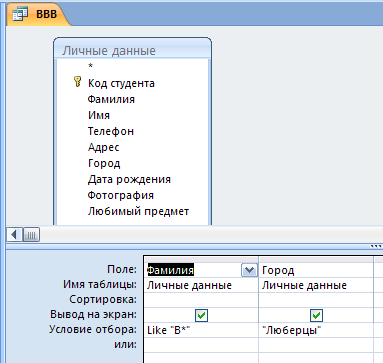 ВВВ
Личные данные
*
Код студента
Фамилия
Имя
Телефон
Адрес
Город
Дата рождения
Фотография
Любимый предмет
Поле: Фамилия Город
Имя таблицы: Личные данные Личные данные
Сортировка:
Вывод на экран:
Условие отбора: Like "В*" "Люберцы"
или: